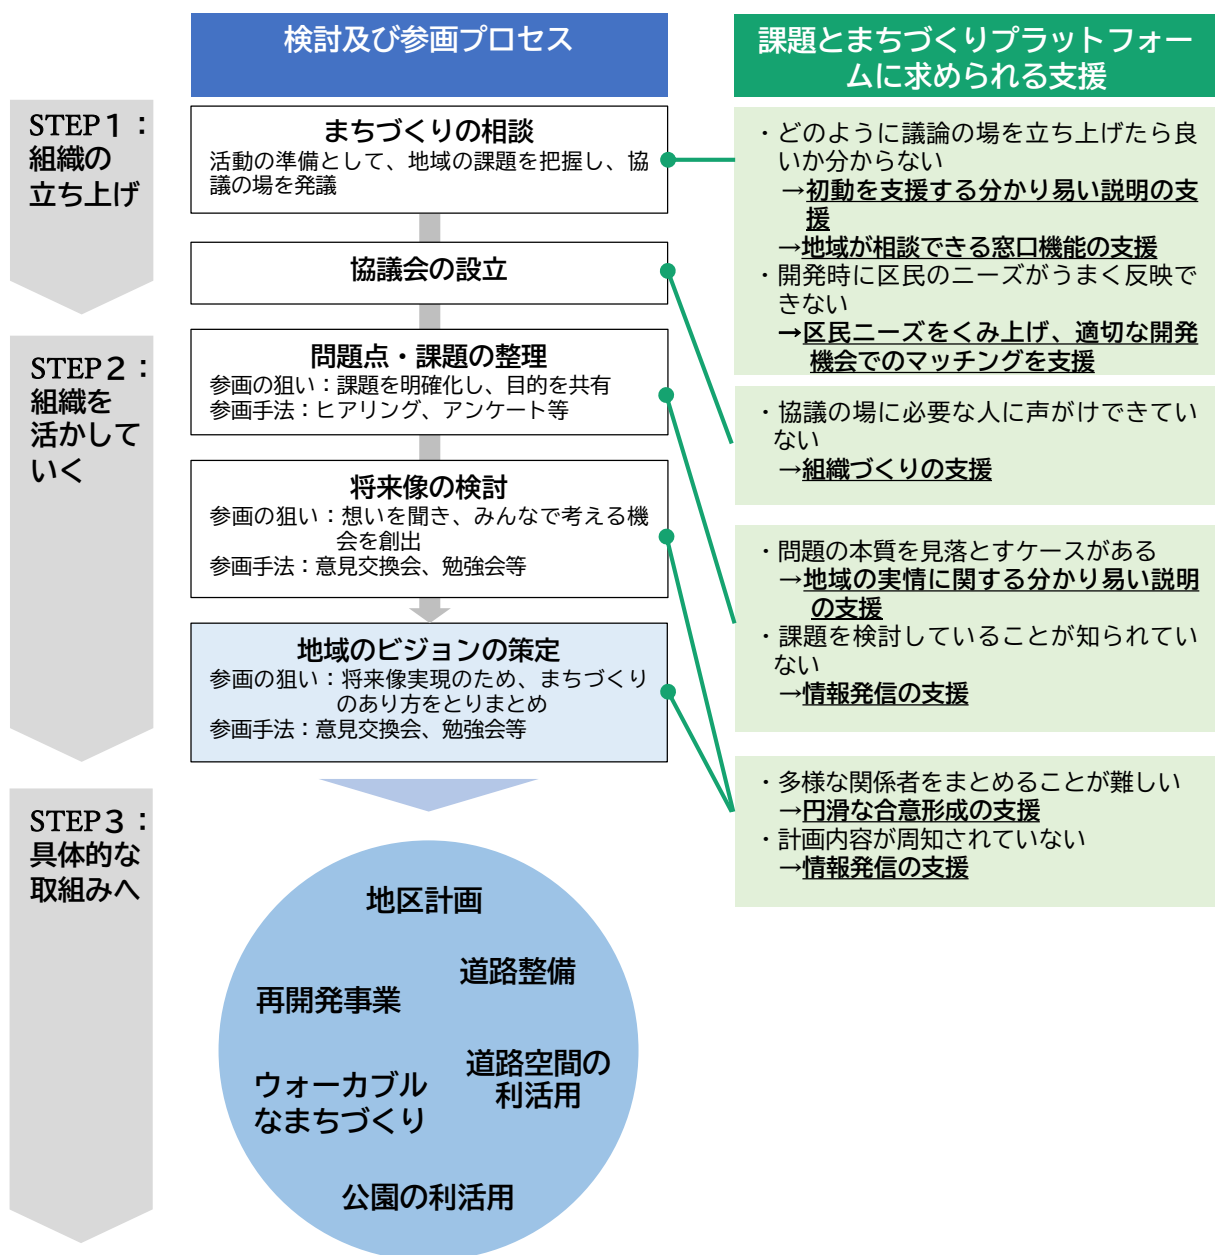 検討及び参画プロセス
課題とまちづくりプラットフォー
ムに求められる支援
STEP１：
組織の
立ち上げ
まちづくりの相談
活動の準備として、地域の課題を把握し、協
議の場を発議
協議会の設立
STEP２：
組織を
活かして
いく
問題点・課題の整理
参画の狙い：課題を明確化し、目的を共有
参画手法：ヒアリング、アンケート等
将来像の検討
参画の狙い：想いを聞き、みんなで考える機
会を創出
参画手法：意見交換会、勉強会等
地域のビジョンの策定
参画の狙い：将来像実現のため、まちづくり
のあり方をとりまとめ
参画手法：意見交換会、勉強会等
STEP３：
具体的な
取組みへ
地区計画
道路整備
再開発事業
道路空間の
利活用
ウォーカブル
なまちづくり
公園の利活用
・どのように議論の場を立ち上げたら良
いか分からない
→初動を支援する分かり易い説明の支
援
→地域が相談できる窓口機能の支援
・開発時に区民のニーズがうまく反映で
きない
→区民ニーズをくみ上げ、適切な開発
機会でのマッチングを支援
・協議の場に必要な人に声がけできてい
ない
→組織づくりの支援
・問題の本質を見落とすケースがある
→地域の実情に関する分かり易い説明
の支援
・課題を検討していることが知られてい
ない
→情報発信の支援
・多様な関係者をまとめることが難しい
→円滑な合意形成の支援
・計画内容が周知されていない
→情報発信の支援